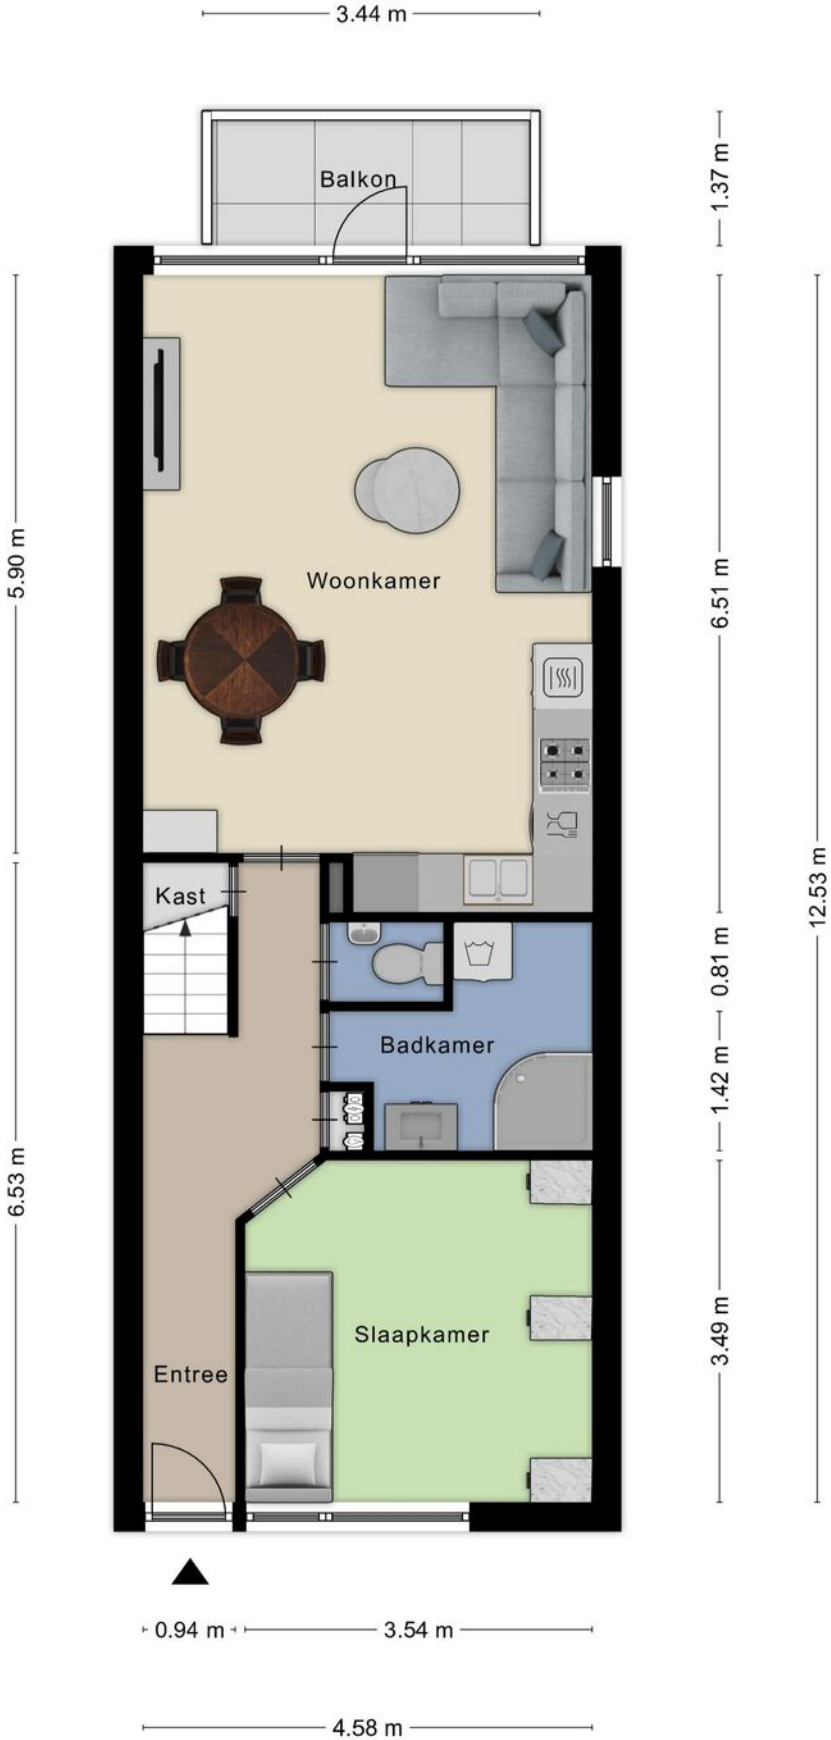 3.44 m
1.37 m
Balkon
5.90 m
Woonkamer
6.51 m
12.53 m
Kast
0.81 m
Badkamer
1.42 m
6.53 m
Slaapkamer
3.49 m
Entree
0.94 m
3.54 m
4.58 m